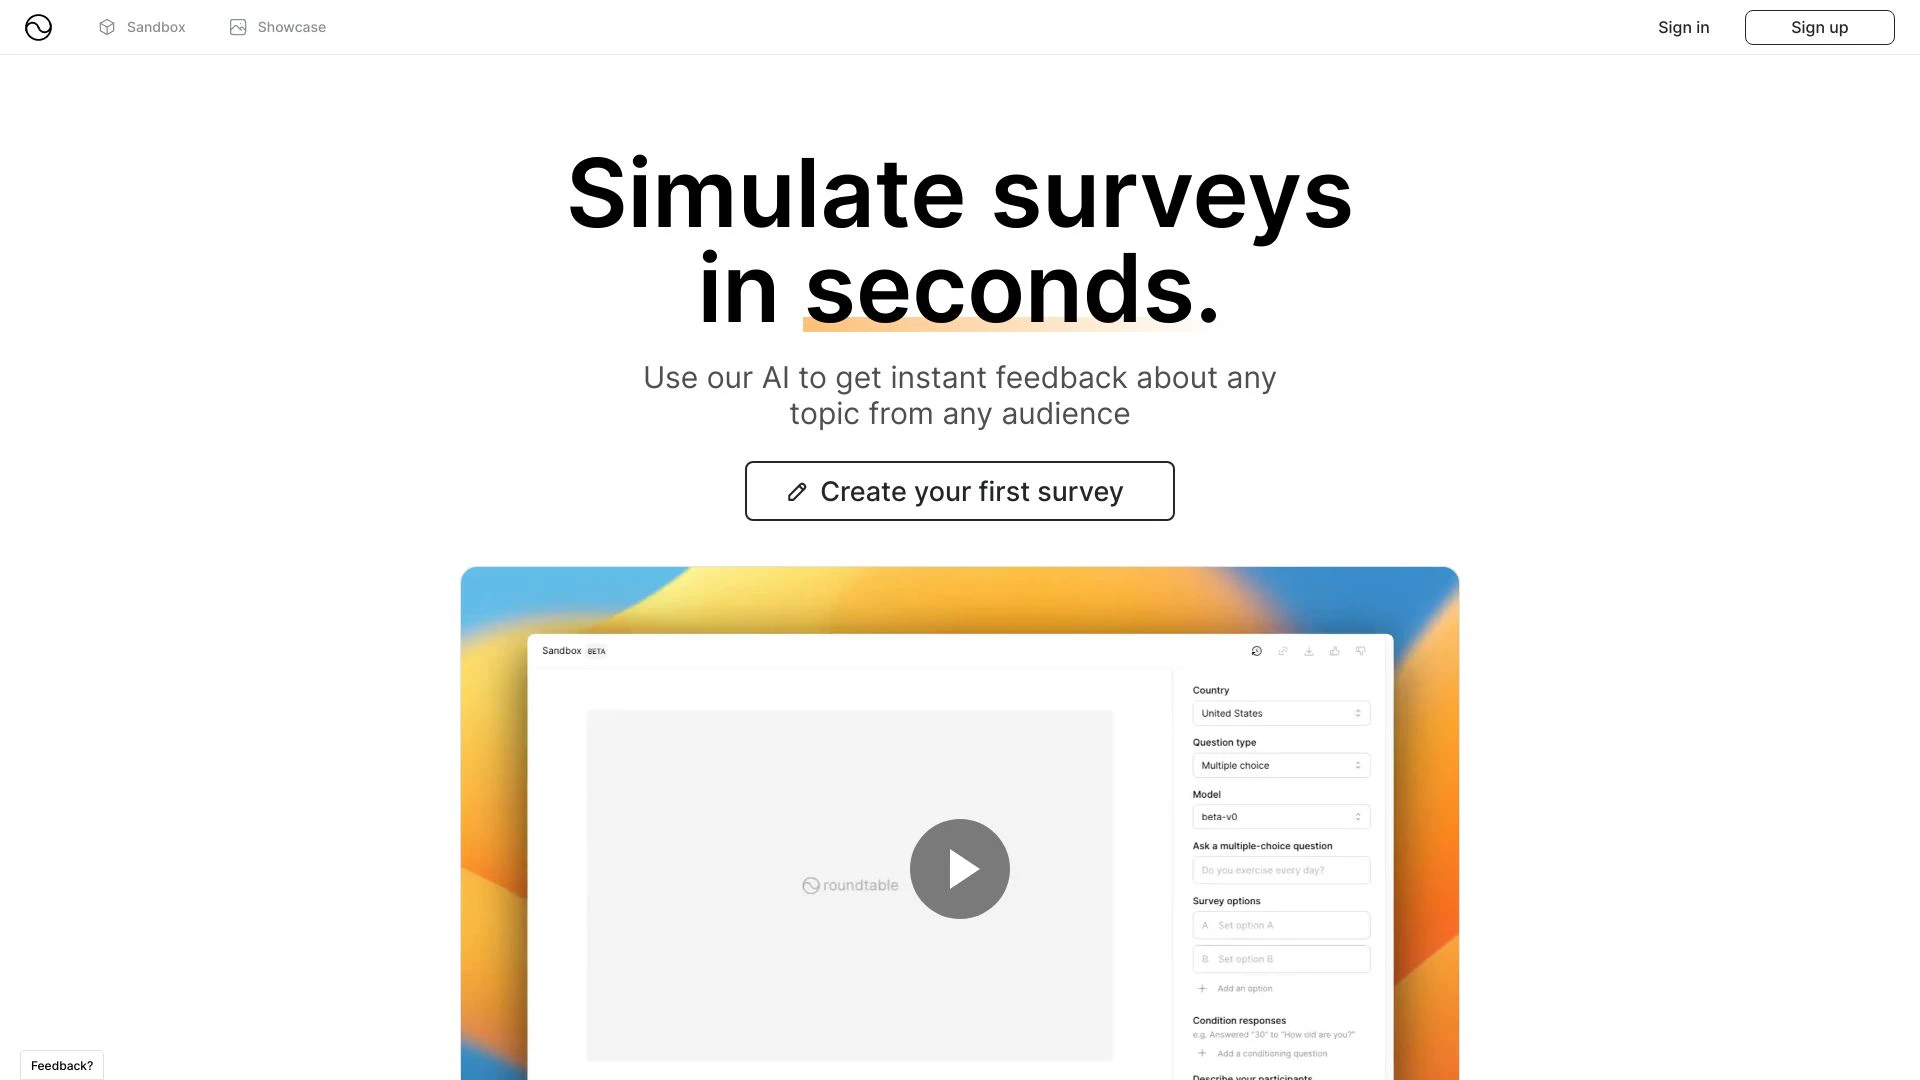 Sandbox
Showcase
Sign in
Sign up
Simulate surveys
in seconds.
Use our AI to get instant feedback about any
topic from any audience
Create your first survey
Sandbox BETA
roundtable
Country
United States
Question type
Multiple choice
Model
beta-v0
Ask a multiple-choice question
Do you exercise every day?
Survey options
A Set option A
B Set option B
Add an option
Condition responses
e.g. Answered "30" to "How old are you?"
Add a conditioning question
Describe your participants
Feedback?